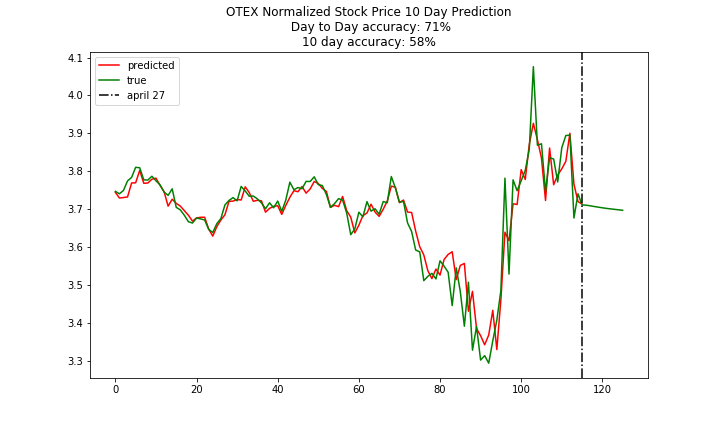 OTEX Normalized Stock Price 10 Day Prediction
Day to Day accuracy: 71%
10 day accuracy: 58%
predicted
true
april 27
4.1
4.0
3.9
3.8
3.7
3.6
3.5
3.4
3.3
0
20
40
60
80
100
120